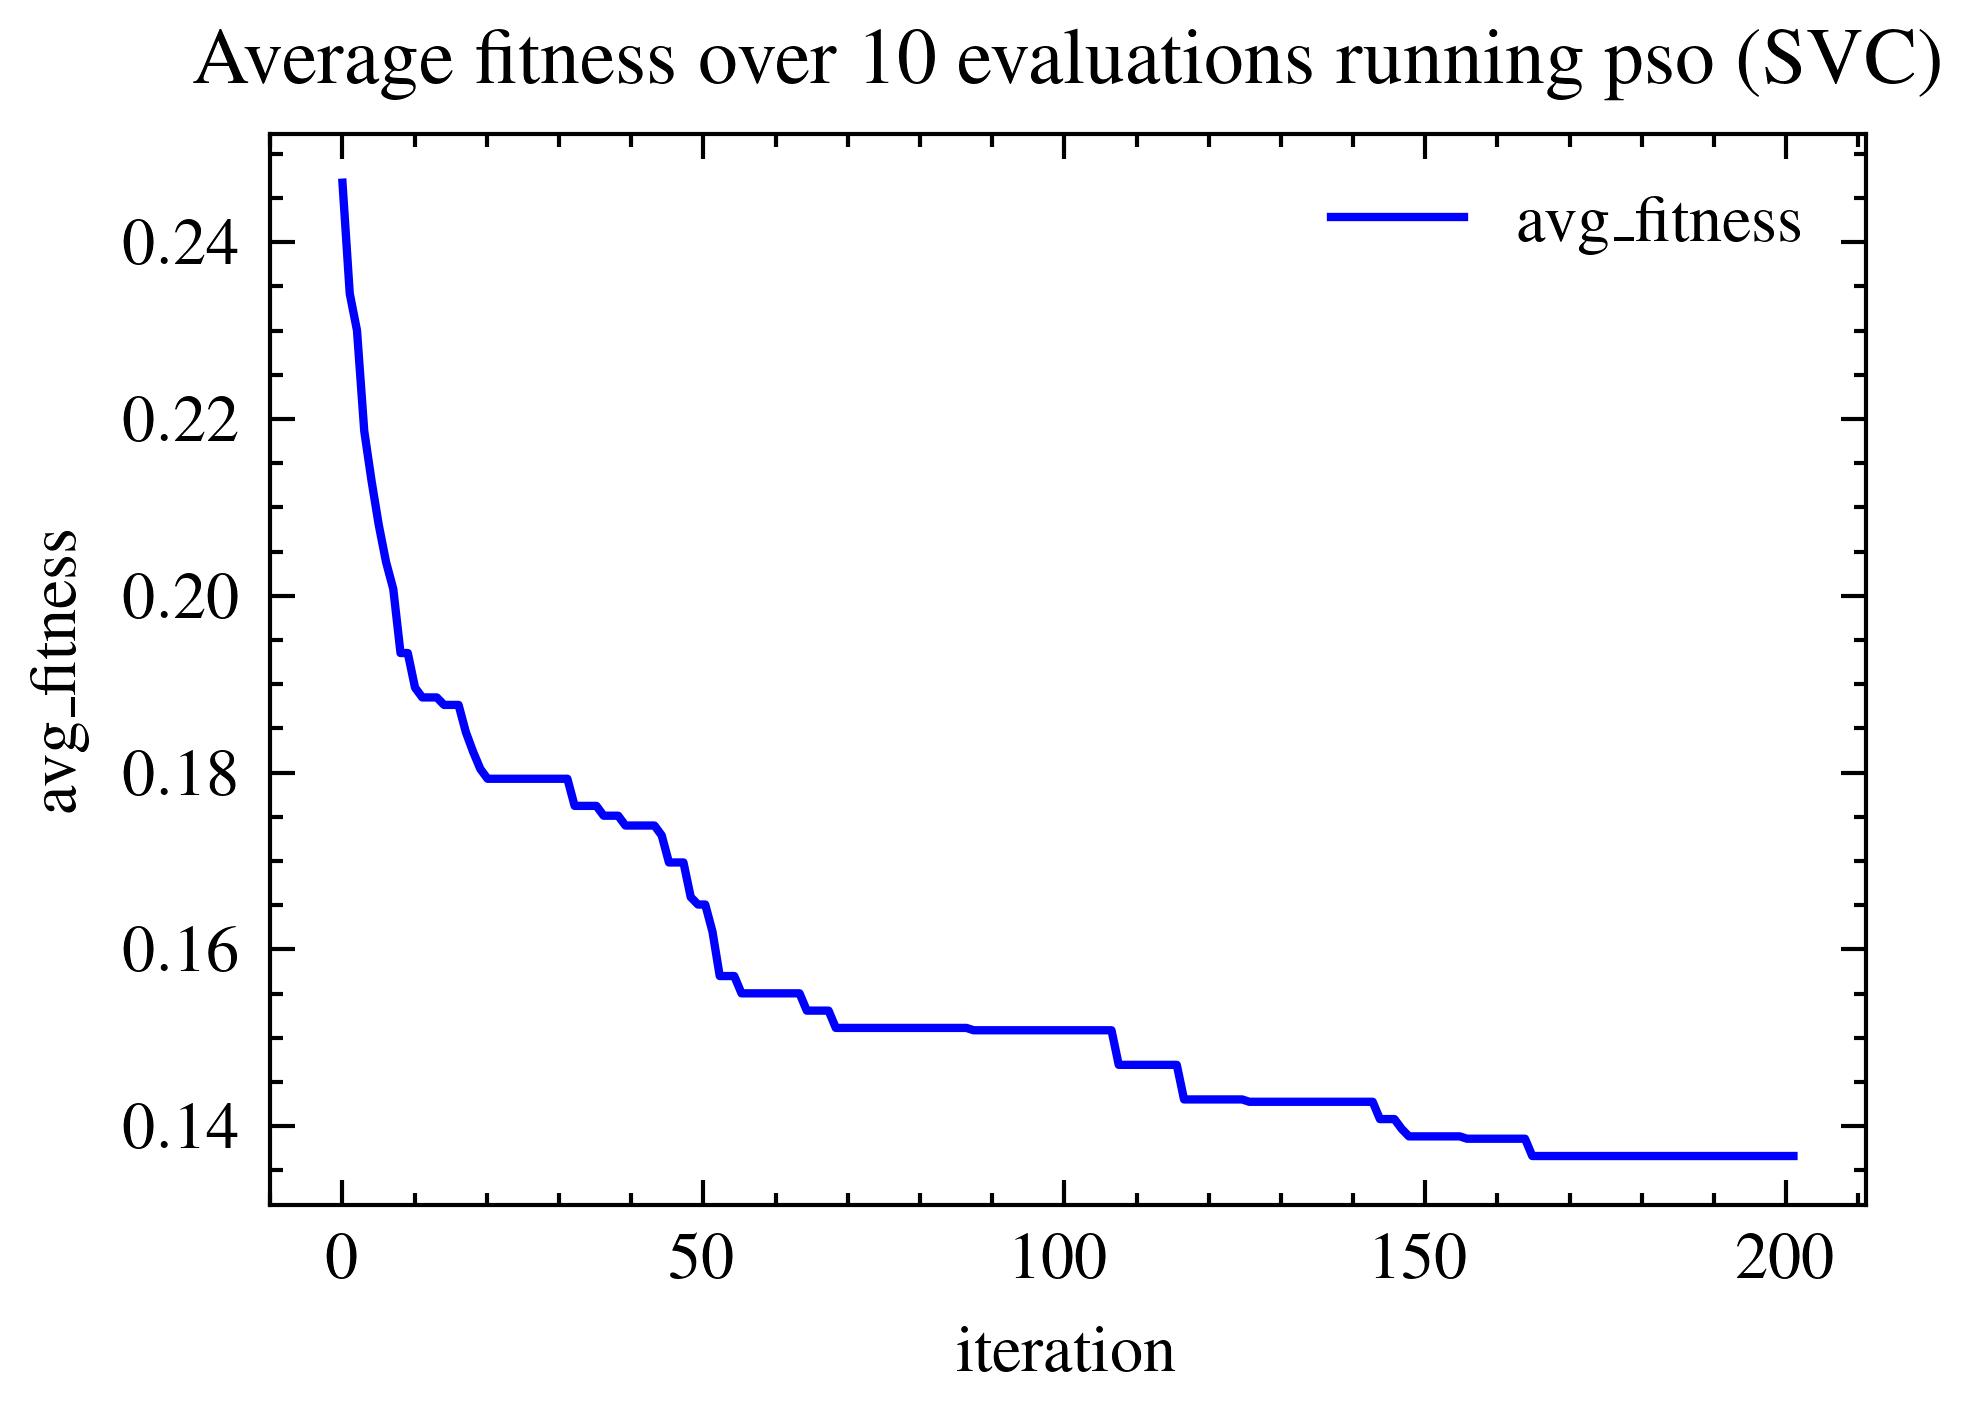 Average fitness over 10 evaluations running pso (SVC)
avg_fitness
0.24
0.22
0.20
0.18
0.16
0.14
avg_fitness
0 50 100 150 200
iteration